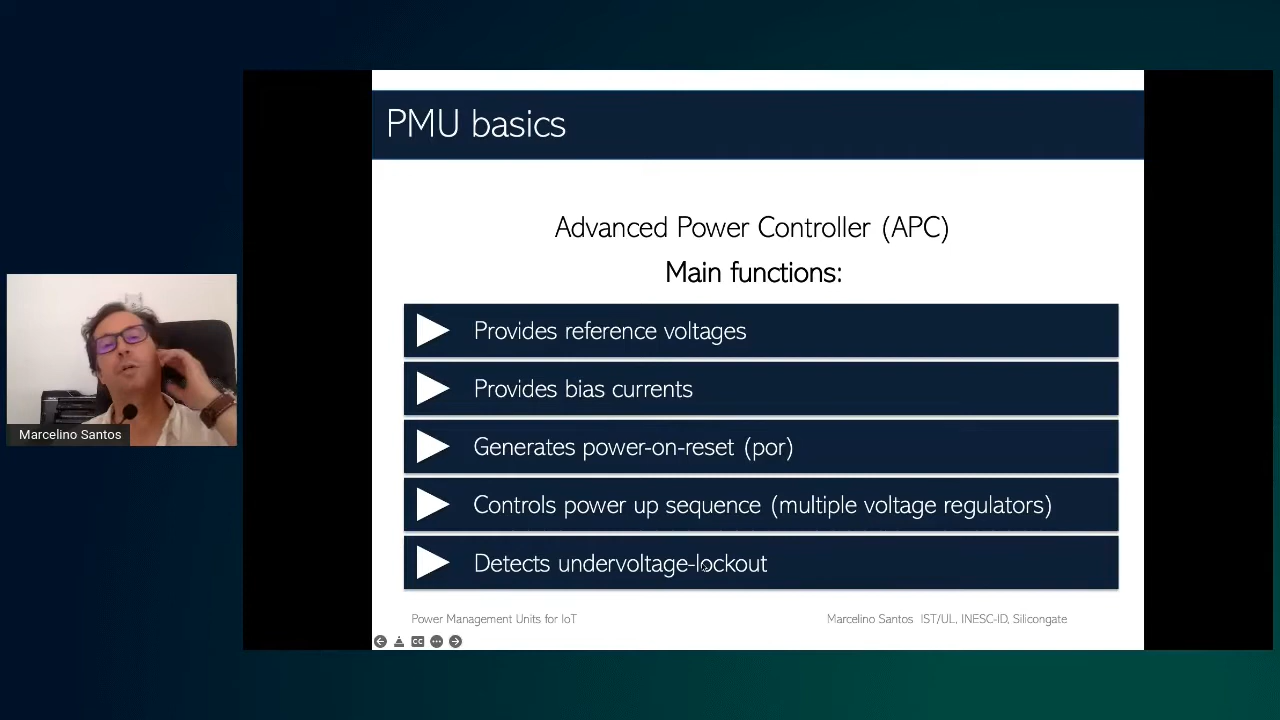 PMU basics
Advanced Power Controller (APC)
Main functions:
Provides reference voltages
Provides bias currents
Generates power-on-reset (por)
Controls power up sequence (multiple voltage regulators)
Detects undervoltage-lockout
Power Management Units for IoT
Marcelino Santos IST/UL, INESC-ID, Silicongate
CC
Marcelino Santos